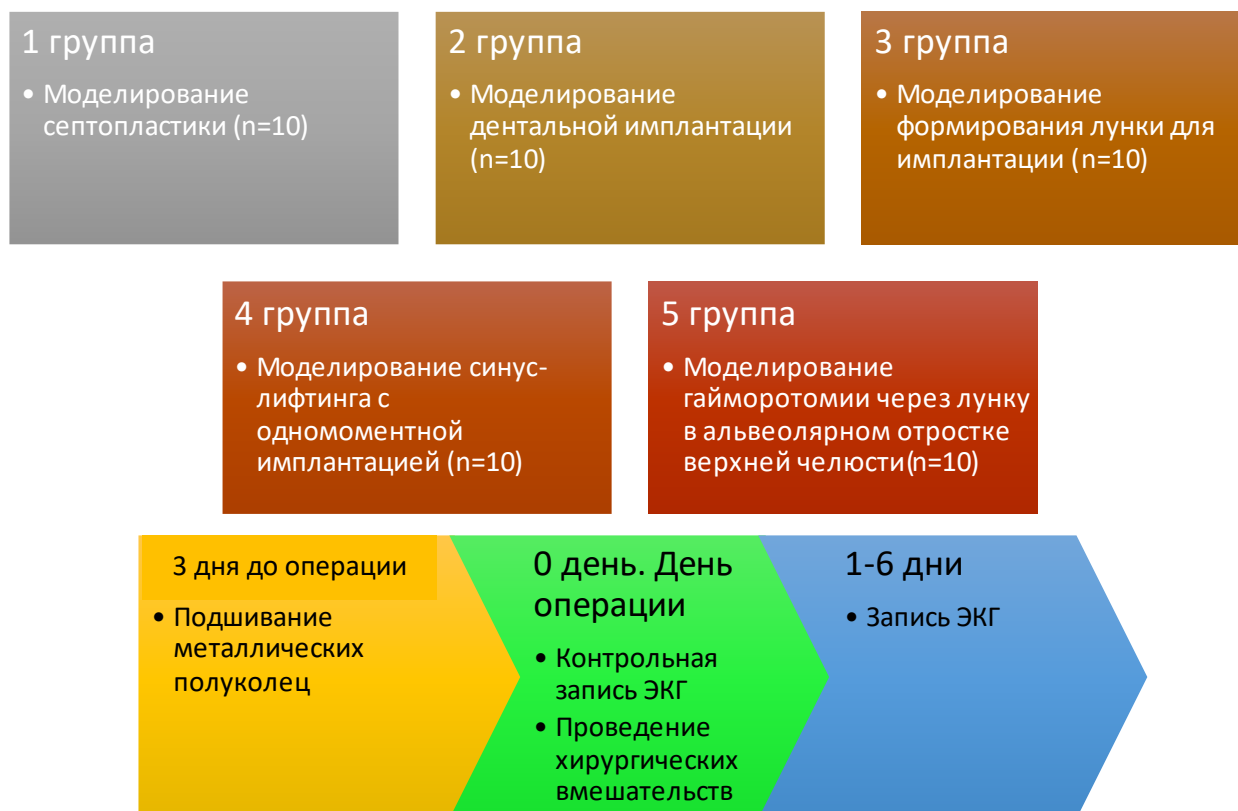 1 группа
• Моделирование
септопластики (n=10)
2 группа
• Моделирование
дентальной имплантации
(n=10)
3 группа
• Моделирование
формирования лунки для
имплантации (n=10)
4 группа
• Моделирование синус-
лифтинга с
одномоментной
имплантацией (n=10)
5 группа
• Моделирование
гайморотомии через лунку
в альвеолярном отростке
верхней челюсти(n=10)
3 дня до операции
• Подшивание
металлических
полуколец
0 день. День
операции
• Контрольная
запись ЭКГ
• Проведение
хирургических
вмешательств
1-6 дни
• Запись ЭКГ